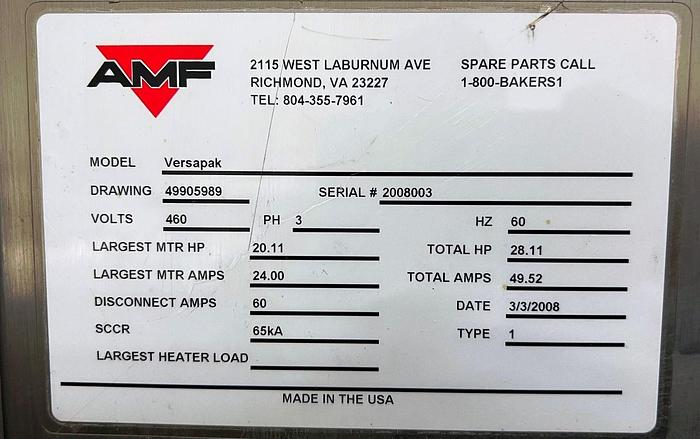 AMF
2115 WEST LABURNUM AVE
RICHMOND, VA 23227
TEL: 804-355-7961
SPARE PARTS CALL
1-800-BAKERS1
MODEL Versapak
DRAWING 49905989 SERIAL # 2008003
VOLTS 460 PH 3 HZ 60
LARGEST MTR HP 20.11 TOTAL HP 28.11
LARGEST MTR AMPS 24.00 TOTAL AMPS 49.52
DISCONNECT AMPS 60 DATE 3/3/2008
SCCR 65kA TYPE 1
LARGEST HEATER LOAD
MADE IN THE USA